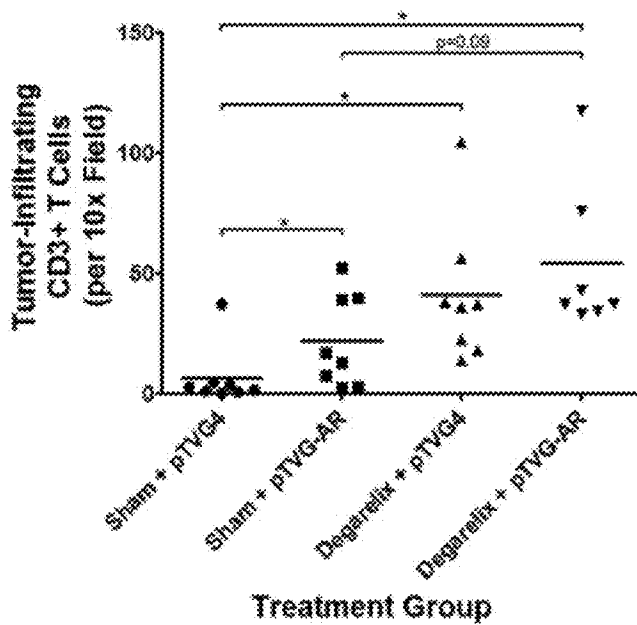 150
*
p=0.09
*
100
*
50
0
Tumor-Infiltrating
CD3+ T Cells
(per 10x Field)
Sham + pTVG4
Sham + pTVG-AR
Degarelix + pTVG4
Degarelix + pTVG-AR
Treatment Group